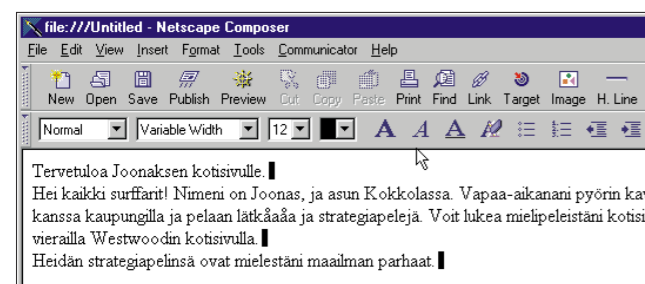 file:///Untitled - Netscape Composer
File Edit View Insert Format Tools Communicator Help
New Open Save Publish Preview Cut Copy Paste Print Find Link Target Image H. Line
Normal Variable Width 12 A A A
Tervetuloa Joonaksen kotisivulle.
Hei kaikki surffarit! Nimeni on Joonas, ja asun Kokkolassa. Vapaa-aikanani pyörin
kanssa kaupungilla ja pelaan lätkåaåa ja strategiapelejä. Voit lukea mielipeleistäni
vierailla Westwoodin kotisivulla.
Heidän strategiapelinsä ovat mielestäni maailman parhaat.